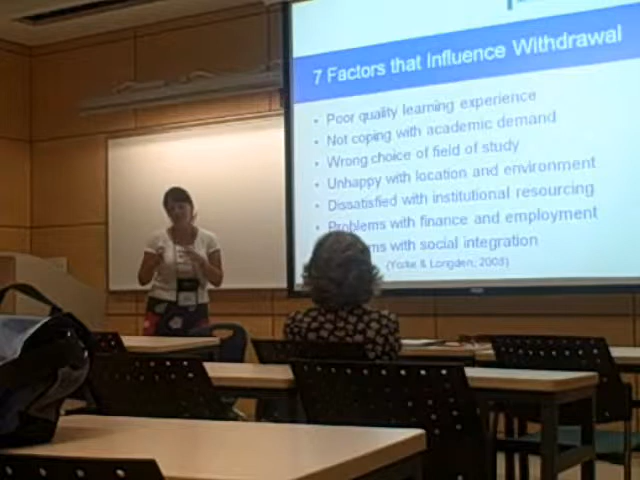 7 Factors that Influence Withdrawal
• Poor quality learning experience
• Not coping with academic demand
• Wrong choice of field of study
• Unhappy with location and environment
• Dissatisfied with institutional resourcing
• Problems with finance and employment
ms with social integration
(Yorke & Longden, 2008)